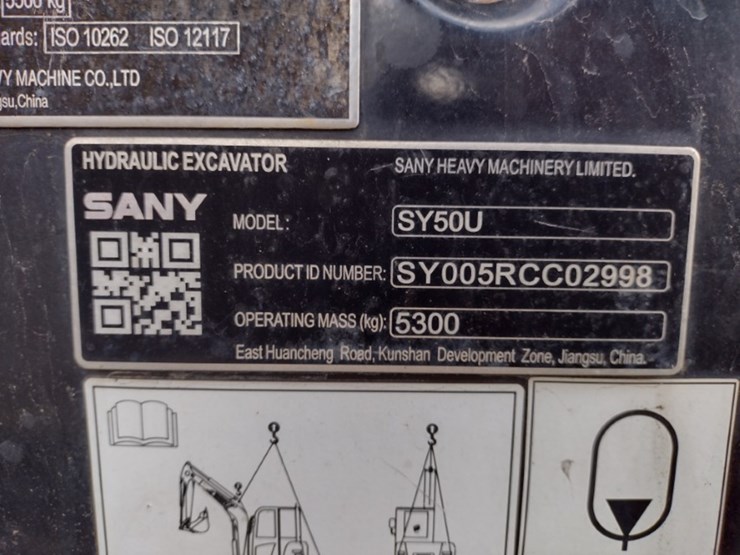 kg
ards: ISO 10262 ISO 12117
Y MACHINE CO.,LTD
gsu,China
HYDRAULIC EXCAVATOR
SANY HEAVY MACHINERY LIMITED.
SANY
MODEL: SY50U
PRODUCT ID NUMBER: SY005RCC02998
OPERATING MASS (kg): 5300
East Huancheng Road, Kunshan Development Zone, Jiangsu, China.